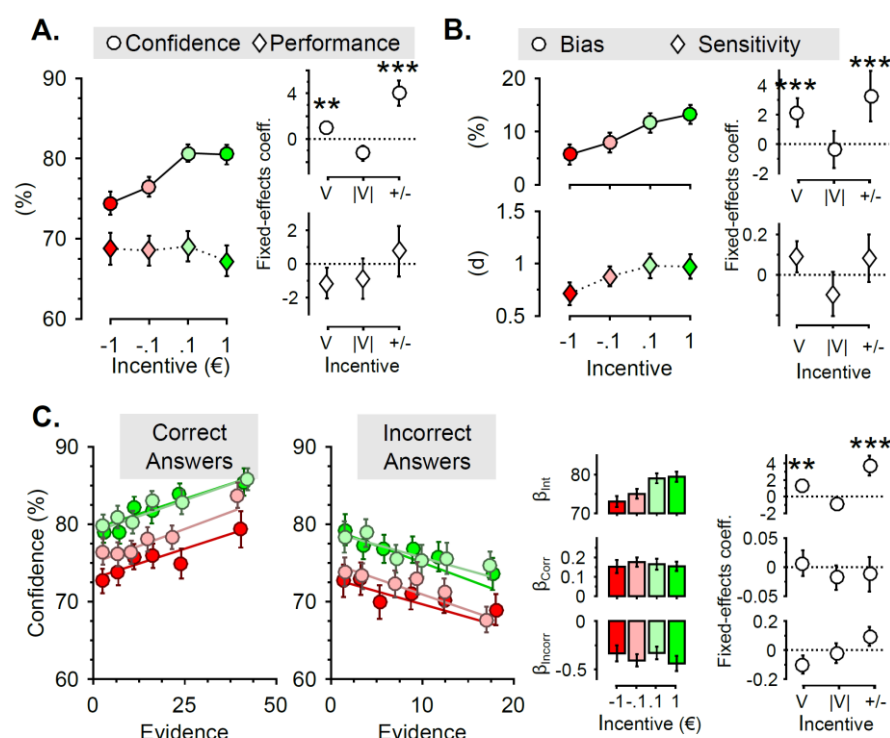 A.
Confidence Performance
90
80
70
60
(%)
-1 -.1 .1 1
Incentive (€)
Fixed-effects coeff.
**
***
4
0
V |V| +/-
2
0
-2
V |V| +/-
Incentive
B.
Bias Sensitivity
20
10
0
(%)
1
0.5
(d)
-1 -.1 .1 1
Incentive
Fixed-effects coeff.
***
***
4
2
0
-2
V |V| +/-
0.2
0
V |V| +/-
Incentive
C.
Correct
Answers
90
80
70
60
Confidence (%)
0 25 50
Evidence
Incorrect
Answers
90
80
70
60
0 10 20
Evidence
βInt
80
70
βCorr
0.2
0.1
0
βIncorr
0
-0.5
-1 -.1 .1 1
Incentive (€)
Fixed-effects coeff.
**
***
4
2
0
-2
0.05
0
-0.05
0.2
0
-0.2
V |V| +/-
Incentive